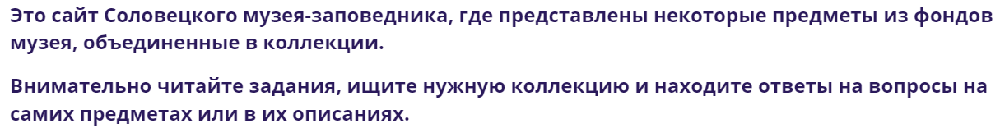 Это сайт Соловецкого музея-заповедника, где представлены некоторые предметы из фондов
музея, объединенные в коллекции.
Внимательно читайте задания, ищите нужную коллекцию и находите ответы на вопросы на
самих предметах или в их описаниях.